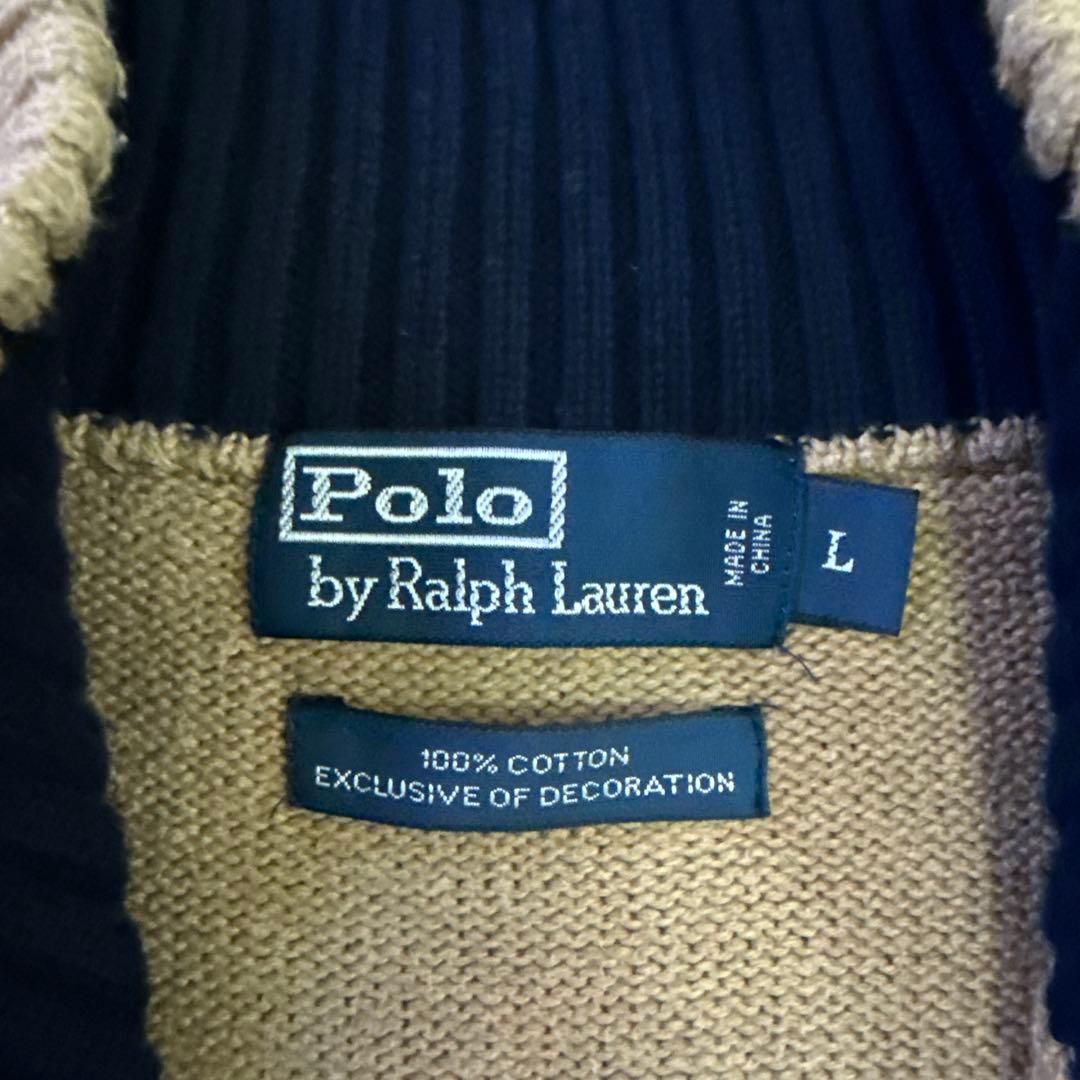 Polo
by Ralph Lauren
MADE IN
CHINA
L
100% COTTON
EXCLUSIVE OF DECORATION